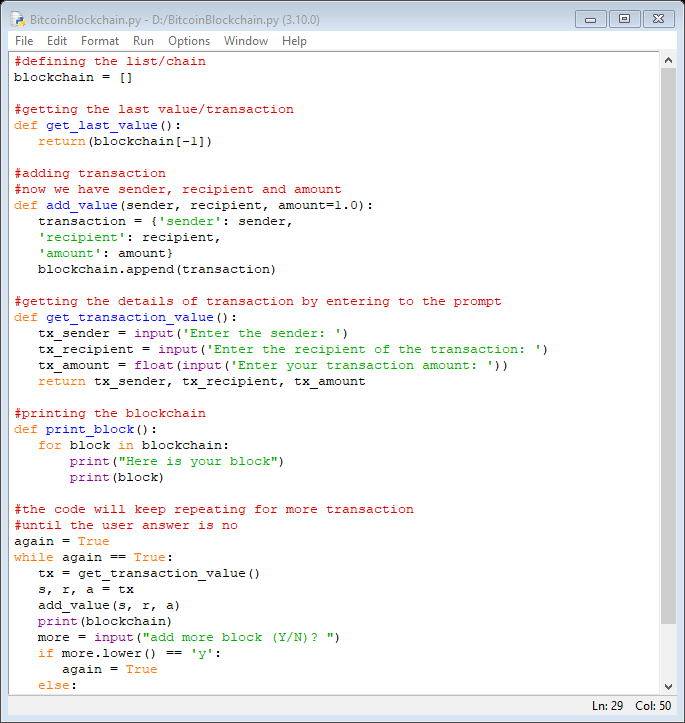 BitcoinBlockchain.py - D:/BitcoinBlockchain.py (3.10.0)
File Edit Format Run Options Window Help
#defining the list/chain
blockchain = []

#getting the last value/transaction
def get_last_value():
   return(blockchain[-1])

#adding transaction
#now we have sender, recipient and amount
def add_value(sender, recipient, amount=1.0):
   transaction = {'sender': sender,
   'recipient': recipient,
   'amount': amount}
   blockchain.append(transaction)

#getting the details of transaction by entering to the prompt
def get_transaction_value():
   tx_sender = input('Enter the sender: ')
   tx_recipient = input('Enter the recipient of the transaction: ')
   tx_amount = float(input('Enter your transaction amount: '))
   return tx_sender, tx_recipient, tx_amount

#printing the blockchain
def print_block():
   for block in blockchain:
       print("Here is your block")
       print(block)

#the code will keep repeating for more transaction
#until the user answer is no
again = True
while again == True:
   tx = get_transaction_value()
   s, r, a = tx
   add_value(s, r, a)
   print(blockchain)
   more = input("add more block (Y/N)? ")
   if more.lower() == 'y':
      again = True
   else:
Ln: 29 Col: 50